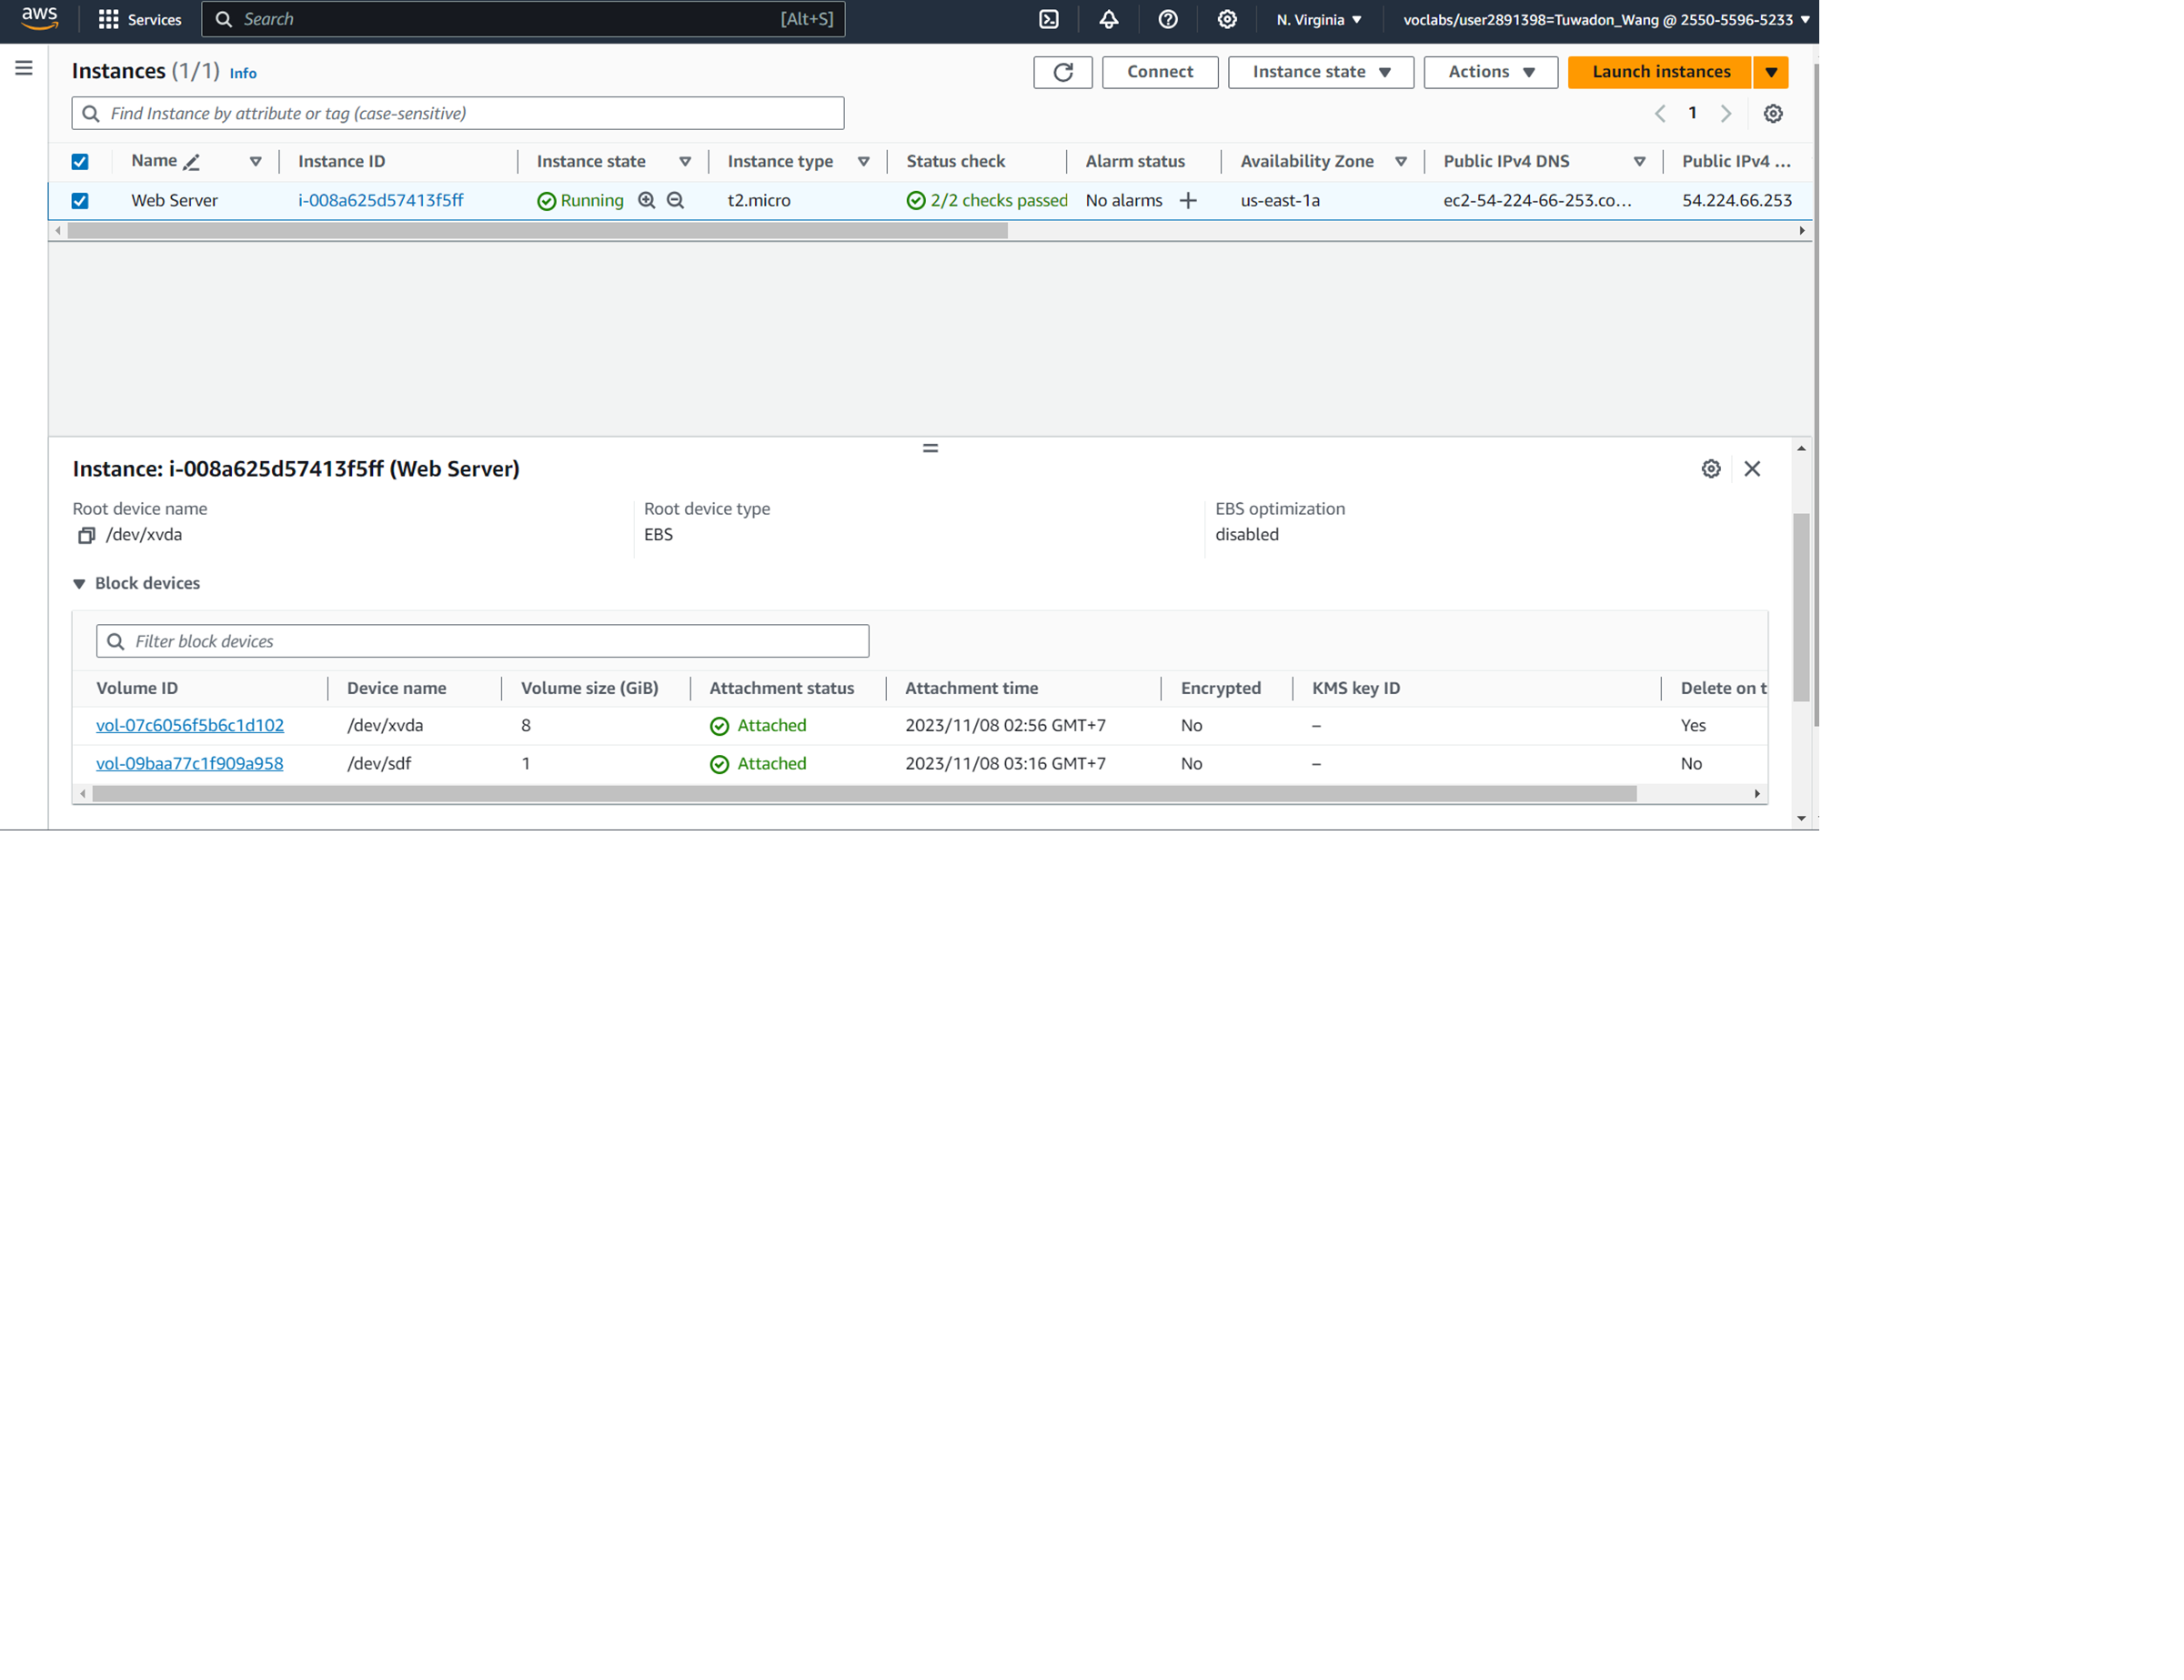 aws Services Search [Alt+S] N. Virginia voclabs/user2891398=Tuwadon_Wang @ 2550-5596-5233
Instances (1/1) Info Connect Instance state Actions Launch instances
Find Instance by attribute or tag (case-sensitive) 1
Name Instance ID Instance state Instance type Status check Alarm status Availability Zone Public IPv4 DNS Public IPv4 ...
Web Server i-008a625d57413f5ff Running t2.micro 2/2 checks passed No alarms us-east-1a ec2-54-224-66-253.co... 54.224.66.253
Instance: i-008a625d57413f5ff (Web Server)
Root device name Root device type EBS optimization
/dev/xvda EBS disabled
Block devices
Filter block devices
Volume ID Device name Volume size (GiB) Attachment status Attachment time Encrypted KMS key ID Delete on t
vol-07c6056f5b6c1d102 /dev/xvda 8 Attached 2023/11/08 02:56 GMT+7 No – Yes
vol-09baa77c1f909a958 /dev/sdf 1 Attached 2023/11/08 03:16 GMT+7 No – No